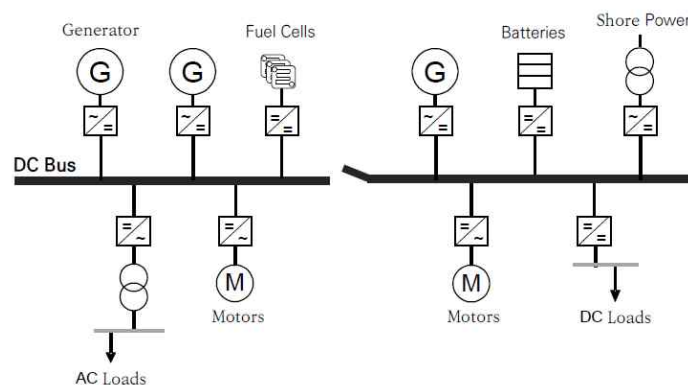 Generator
Fuel Cells
Batteries
Shore Power
G
G
G
~
=
~
=
=
=
~
=
=
=
~
=
DC Bus
=
~
=
~
=
~
=
=
M
Motors
M
Motors
DC Loads
AC Loads